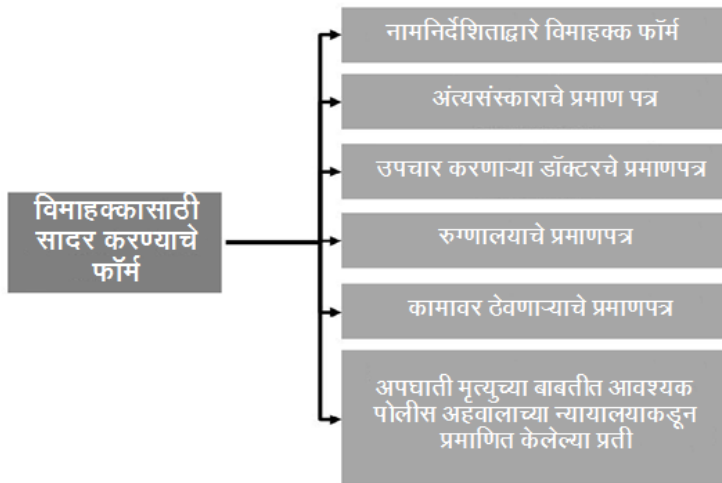 विमाहक्कासाठी
सादर करण्याचे
फॉर्म
नामनिर्देशिताद्वारे विमाहक्क फॉर्म
अंत्यसंस्काराचे प्रमाण पत्र
उपचार करणाऱ्या डॉक्टरचे प्रमाणपत्र
रुग्णालयाचे प्रमाणपत्र
कामावर ठेवणाऱ्याचे प्रमाणपत्र
अपघाती मृत्युच्या बाबतीत आवश्यक
पोलीस अहवालाच्या न्यायालयाकडून
प्रमाणित केलेल्या प्रती